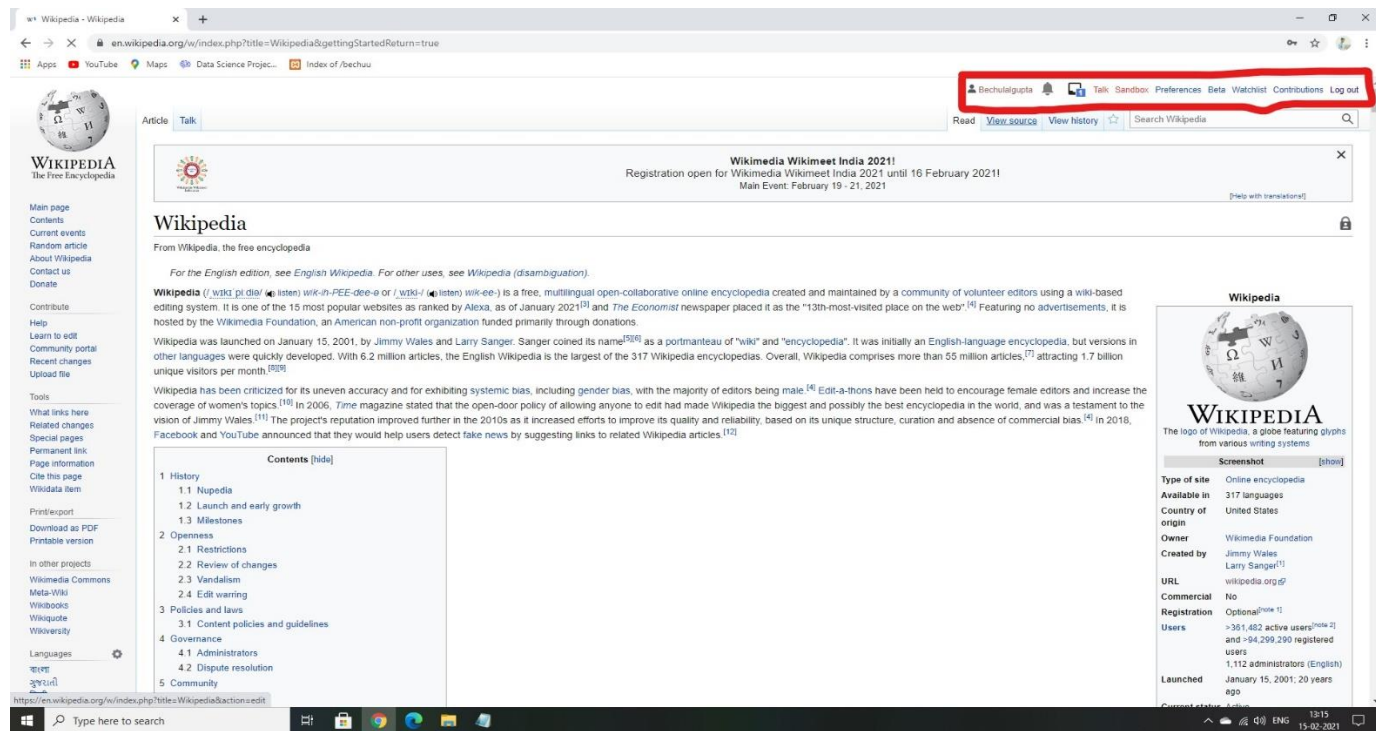 Wikipedia - Wikipedia
en.wikipedia.org/w/index.php?title=Wikipedia&gettingStartedReturn=true
Apps YouTube Maps Data Science Projec... Index of /bechuu
Bechulalgupta Talk Sandbox Preferences Beta Watchlist Contributions Log out
Article Talk Read View source View history Search Wikipedia
WIKIPEDIA
The Free Encyclopedia
Main page
Contents
Current events
Random article
About Wikipedia
Contact us
Donate
Contribute
Help
Learn to edit
Community portal
Recent changes
Upload file
Tools
What links here
Related changes
Special pages
Permanent link
Page information
Cite this page
Wikidata item
Print/export
Download as PDF
Printable version
In other projects
Wikimedia Commons
Meta-Wiki
Wikibooks
Wikiquote
Wikiversity
Languages
বাংলা
ગુજરાતી
Wikimedia Wikimeet India 2021!
Registration open for Wikimedia Wikimeet India 2021 until 16 February 2021!
Main Event: February 19 - 21, 2021
[Help with translations!]
Wikipedia
From Wikipedia, the free encyclopedia
For the English edition, see English Wikipedia. For other uses, see Wikipedia (disambiguation).
Wikipedia (/ˌwɪkɪˈpiːdiə/ (listen) wik-ih-PEE-dee-ə or /ˌwɪki-/ (listen) wik-ee-) is a free, multilingual open-collaborative online encyclopedia created and maintained by a community of volunteer editors using a wiki-based
editing system. It is one of the 15 most popular websites as ranked by Alexa, as of January 2021[3] and The Economist newspaper placed it as the "13th-most-visited place on the web".[4] Featuring no advertisements, it is
hosted by the Wikimedia Foundation, an American non-profit organization funded primarily through donations.
Wikipedia was launched on January 15, 2001, by Jimmy Wales and Larry Sanger. Sanger coined its name[5][6] as a portmanteau of "wiki" and "encyclopedia". It was initially an English-language encyclopedia, but versions in
other languages were quickly developed. With 6.2 million articles, the English Wikipedia is the largest of the 317 Wikipedia encyclopedias. Overall, Wikipedia comprises more than 55 million articles,[7] attracting 1.7 billion
unique visitors per month.[8][9]
Wikipedia has been criticized for its uneven accuracy and for exhibiting systemic bias, including gender bias, with the majority of editors being male.[4] Edit-a-thons have been held to encourage female editors and increase the
coverage of women's topics.[10] In 2006, Time magazine stated that the open-door policy of allowing anyone to edit had made Wikipedia the biggest and possibly the best encyclopedia in the world, and was a testament to the
vision of Jimmy Wales.[11] The project's reputation improved further in the 2010s as it increased efforts to improve its quality and reliability, based on its unique structure, curation and absence of commercial bias.[4] In 2018,
Facebook and YouTube announced that they would help users detect fake news by suggesting links to related Wikipedia articles.[12]
Contents [hide]
1 History
1.1 Nupedia
1.2 Launch and early growth
1.3 Milestones
2 Openness
2.1 Restrictions
2.2 Review of changes
2.3 Vandalism
2.4 Edit warring
3 Policies and laws
3.1 Content policies and guidelines
4 Governance
4.1 Administrators
4.2 Dispute resolution
5 Community
Wikipedia
WIKIPEDIA
The logo of Wikipedia, a globe featuring glyphs
from various writing systems
Screenshot [show]
Type of site Online encyclopedia
Available in 317 languages
Country of United States
origin
Owner Wikimedia Foundation
Created by Jimmy Wales
Larry Sanger[1]
URL wikipedia.org
Commercial No
Registration Optional[note 1]
Users >361,482 active users[note 2]
and >94,299,290 registered
users
1,112 administrators (English)
Launched January 15, 2001; 20 years
ago
Current status Active
https://en.wikipedia.org/w/index.php?title=Wikipedia&action=edit
Type here to search
ENG 13:15
15-02-2021